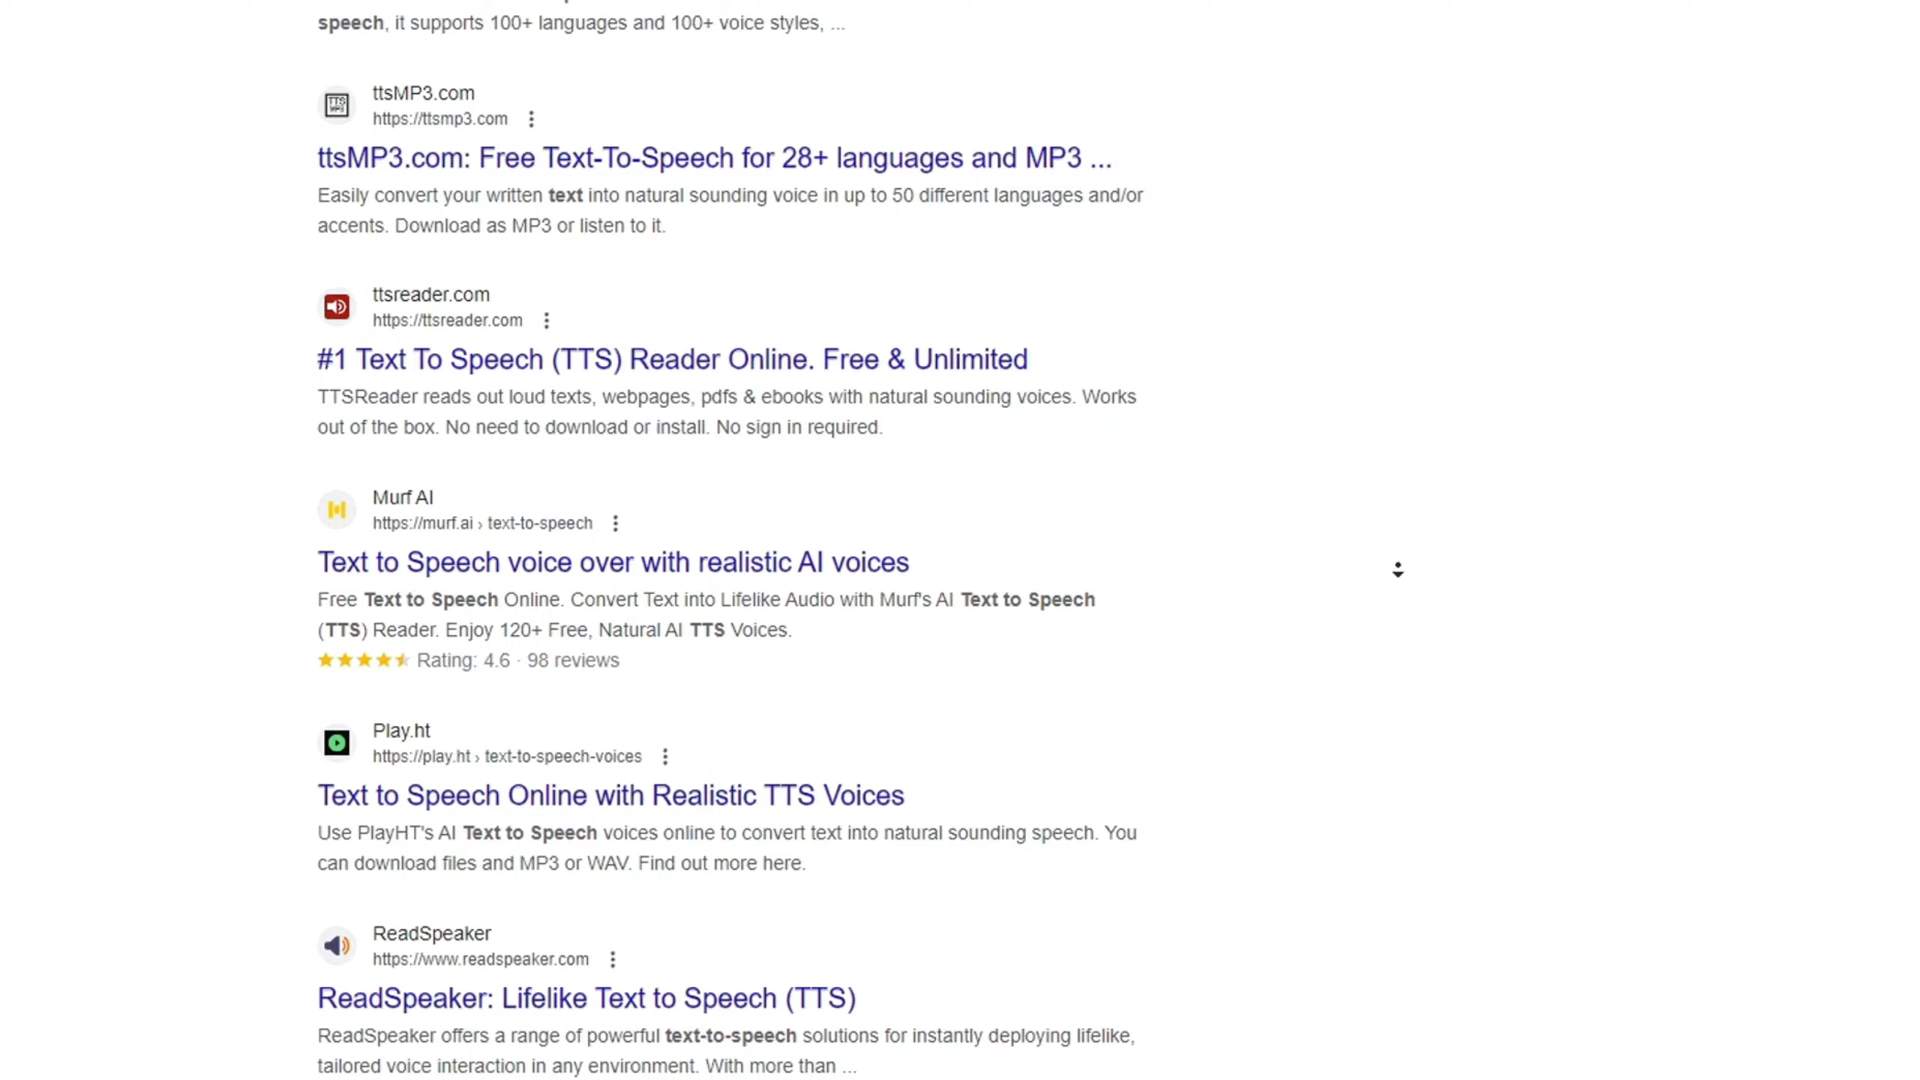 speech, it supports 100+ languages and 100+ voice styles, ...
TTS
MP3
ttsMP3.com
https://ttsmp3.com
ttsMP3.com: Free Text-To-Speech for 28+ languages and MP3 ...
Easily convert your written text into natural sounding voice in up to 50 different languages and/or
accents. Download as MP3 or listen to it.
ttsreader.com
https://ttsreader.com
#1 Text To Speech (TTS) Reader Online. Free & Unlimited
TTSReader reads out loud texts, webpages, pdfs & ebooks with natural sounding voices. Works
out of the box. No need to download or install. No sign in required.
Murf AI
https://murf.ai › text-to-speech
Text to Speech voice over with realistic AI voices
Free Text to Speech Online. Convert Text into Lifelike Audio with Murf's AI Text to Speech
(TTS) Reader. Enjoy 120+ Free, Natural AI TTS Voices.
Rating: 4.6 · 98 reviews
Play.ht
https://play.ht › text-to-speech-voices
Text to Speech Online with Realistic TTS Voices
Use PlayHT's AI Text to Speech voices online to convert text into natural sounding speech. You
can download files and MP3 or WAV. Find out more here.
ReadSpeaker
https://www.readspeaker.com
ReadSpeaker: Lifelike Text to Speech (TTS)
ReadSpeaker offers a range of powerful text-to-speech solutions for instantly deploying lifelike,
tailored voice interaction in any environment. With more than ...